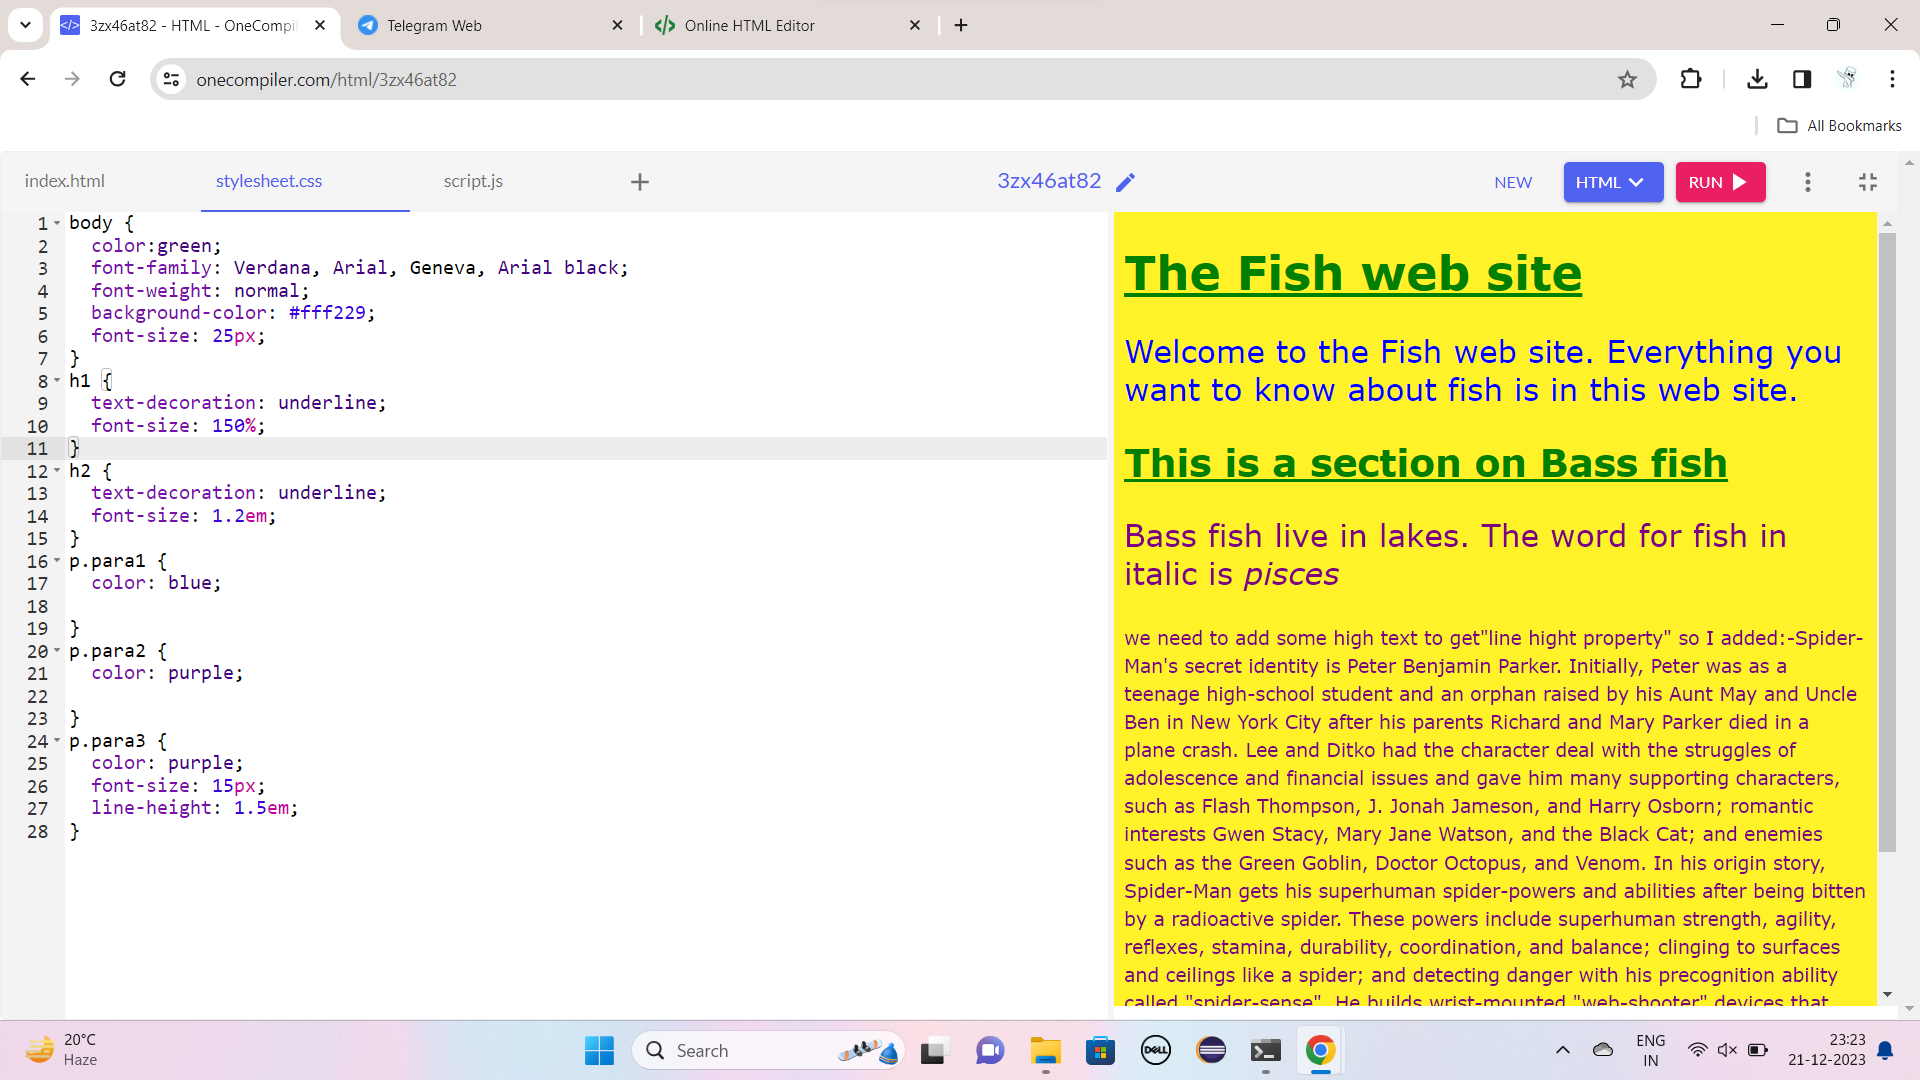 3zx46at82 - HTML - OneCompil
Telegram Web
Online HTML Editor
onecompiler.com/html/3zx46at82
All Bookmarks
index.html
stylesheet.css
script.js
3zx46at82
NEW
HTML
RUN
1 body {
2 color:green;
3 font-family: Verdana, Arial, Geneva, Arial black;
4 font-weight: normal;
5 background-color: #fff229;
6 font-size: 25px;
7 }
8 h1 {
9 text-decoration: underline;
10 font-size: 150%;
11 }
12 h2 {
13 text-decoration: underline;
14 font-size: 1.2em;
15 }
16 p.para1 {
17 color: blue;
18
19 }
20 p.para2 {
21 color: purple;
22
23 }
24 p.para3 {
25 color: purple;
26 font-size: 15px;
27 line-height: 1.5em;
28 }
The Fish web site
Welcome to the Fish web site. Everything you
want to know about fish is in this web site.
This is a section on Bass fish
Bass fish live in lakes. The word for fish in
italic is pisces
we need to add some high text to get"line hight property" so I added:-Spider-
Man's secret identity is Peter Benjamin Parker. Initially, Peter was as a
teenage high-school student and an orphan raised by his Aunt May and Uncle
Ben in New York City after his parents Richard and Mary Parker died in a
plane crash. Lee and Ditko had the character deal with the struggles of
adolescence and financial issues and gave him many supporting characters,
such as Flash Thompson, J. Jonah Jameson, and Harry Osborn; romantic
interests Gwen Stacy, Mary Jane Watson, and the Black Cat; and enemies
such as the Green Goblin, Doctor Octopus, and Venom. In his origin story,
Spider-Man gets his superhuman spider-powers and abilities after being bitten
by a radioactive spider. These powers include superhuman strength, agility,
reflexes, stamina, durability, coordination, and balance; clinging to surfaces
and ceilings like a spider; and detecting danger with his precognition ability
called "spider-sense". He builds wrist-mounted "web-shooter" devices that
20°C
Haze
Search
DELL
ENG
IN
23:23
21-12-2023